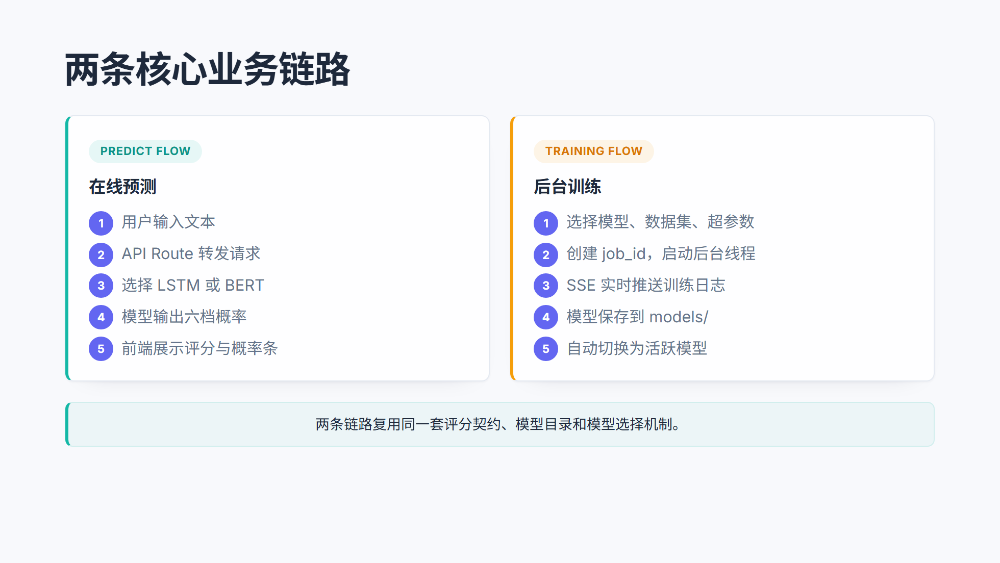 两条核心业务链路
PREDICT FLOW
在线预测
1 用户输入文本
2 API Route 转发请求
3 选择 LSTM 或 BERT
4 模型输出六档概率
5 前端展示评分与概率条
TRAINING FLOW
后台训练
1 选择模型、数据集、超参数
2 创建 job_id，启动后台线程
3 SSE 实时推送训练日志
4 模型保存到 models/
5 自动切换为活跃模型
两条链路复用同一套评分契约、模型目录和模型选择机制。